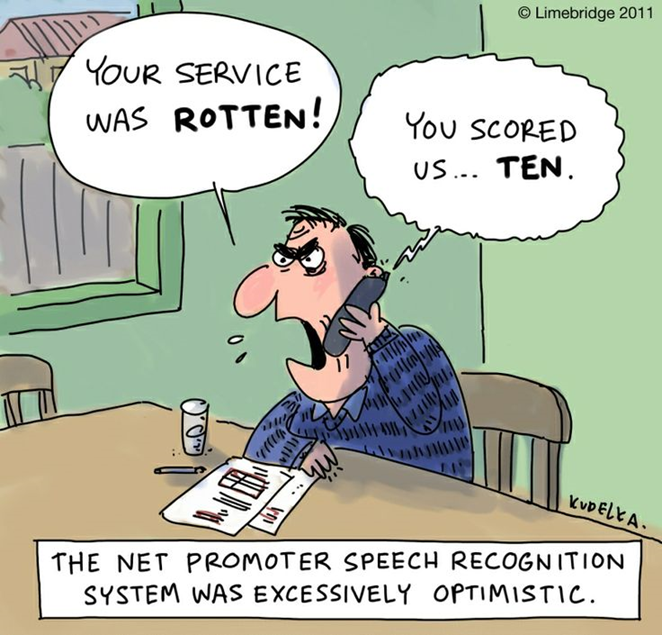 © Limebridge 2011
YOUR SERVICE
WAS ROTTEN!
YOU SCORED
US... TEN.
KUDELKA.
THE NET PROMOTER SPEECH RECOGNITION
SYSTEM WAS EXCESSIVELY OPTIMISTIC.